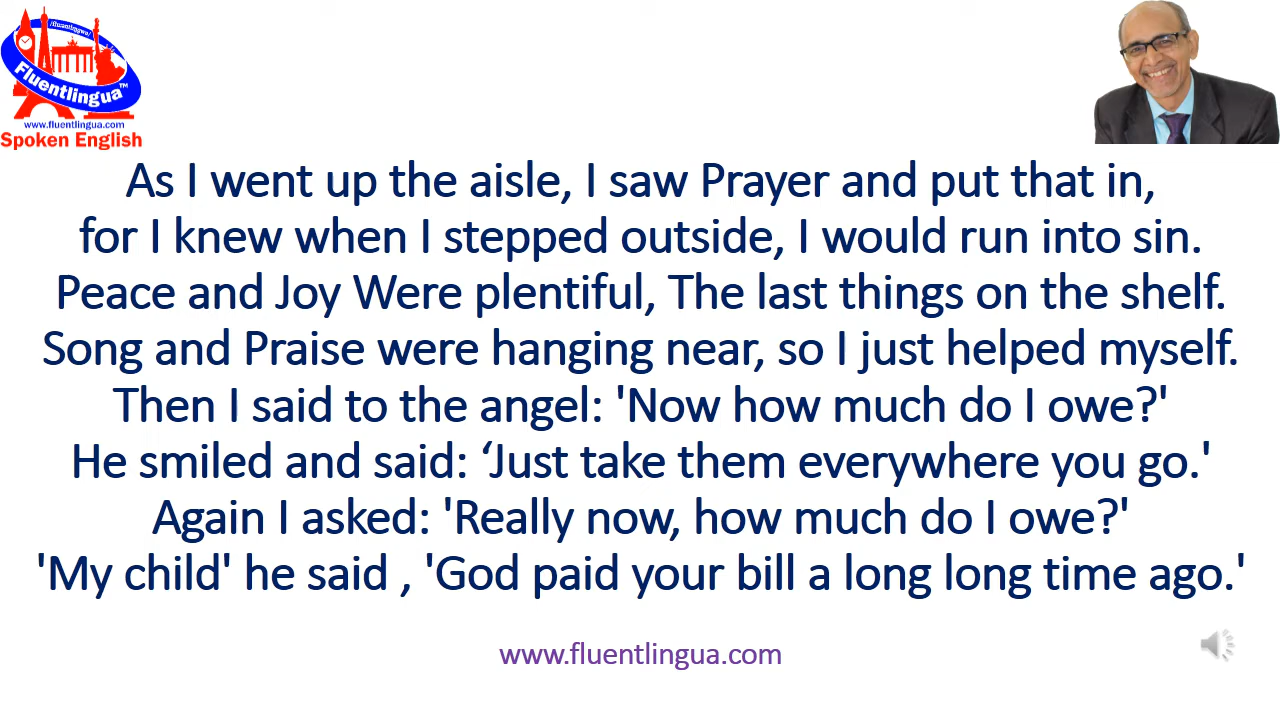 /fluentlingwə/
Fluentlingua™
www.fluentlingua.com
Spoken English
As I went up the aisle, I saw Prayer and put that in,
for I knew when I stepped outside, I would run into sin.
Peace and Joy Were plentiful, The last things on the shelf.
Song and Praise were hanging near, so I just helped myself.
Then I said to the angel: 'Now how much do I owe?'
He smiled and said: ‘Just take them everywhere you go.'
Again I asked: 'Really now, how much do I owe?'
'My child' he said , 'God paid your bill a long long time ago.'
www.fluentlingua.com